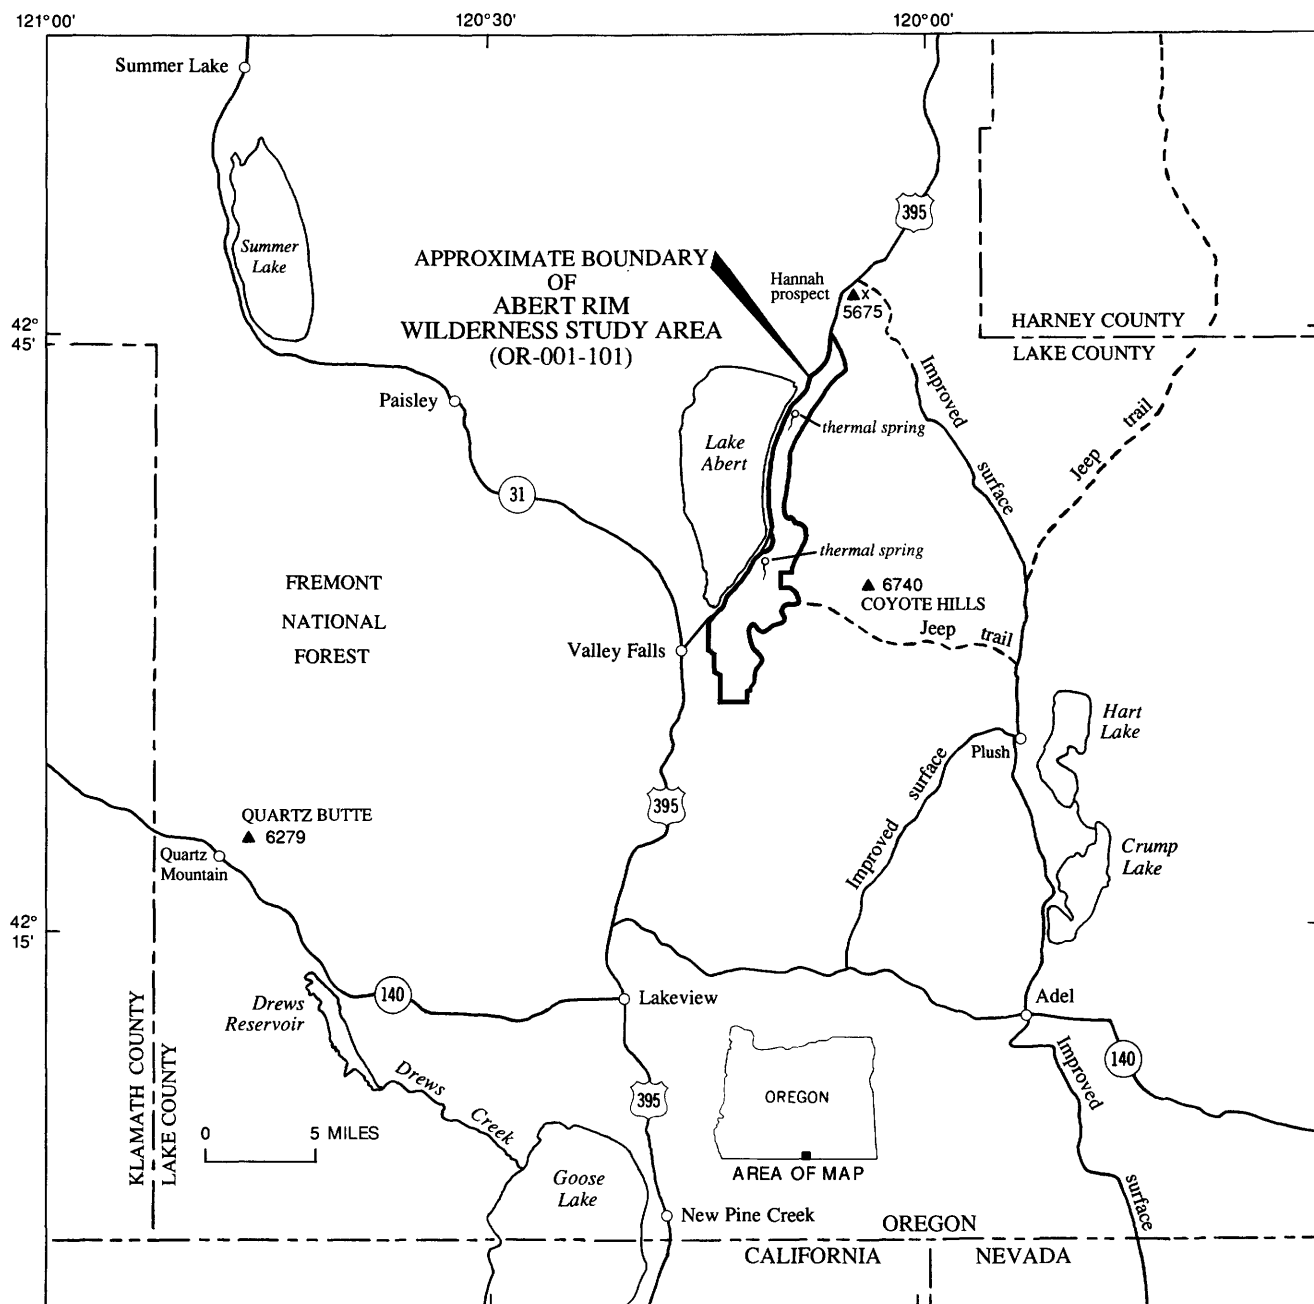 121°00'
120°30'
120°00'
Summer Lake
395
Summer
Lake
APPROXIMATE BOUNDARY
OF
ABERT RIM
WILDERNESS STUDY AREA
(OR-001-101)
Hannah
prospect
x
5675
42°
45'
HARNEY COUNTY
LAKE COUNTY
Improved
surface
Paisley
Jeep trail
thermal spring
Lake
Abert
31
thermal spring
6740
COYOTE HILLS
Jeep trail
FREMONT
NATIONAL
FOREST
Valley Falls
Hart
Lake
Plush
Improved surface
395
QUARTZ BUTTE
6279
Quartz
Mountain
Crump
Lake
42°
15'
Lakeview
140
Adel
Drews
Reservoir
KLAMATH COUNTY
LAKE COUNTY
Drews
Creek
395
OREGON
AREA OF MAP
Improved
surface
140
0 5 MILES
Goose
Lake
New Pine Creek
OREGON
CALIFORNIA
NEVADA